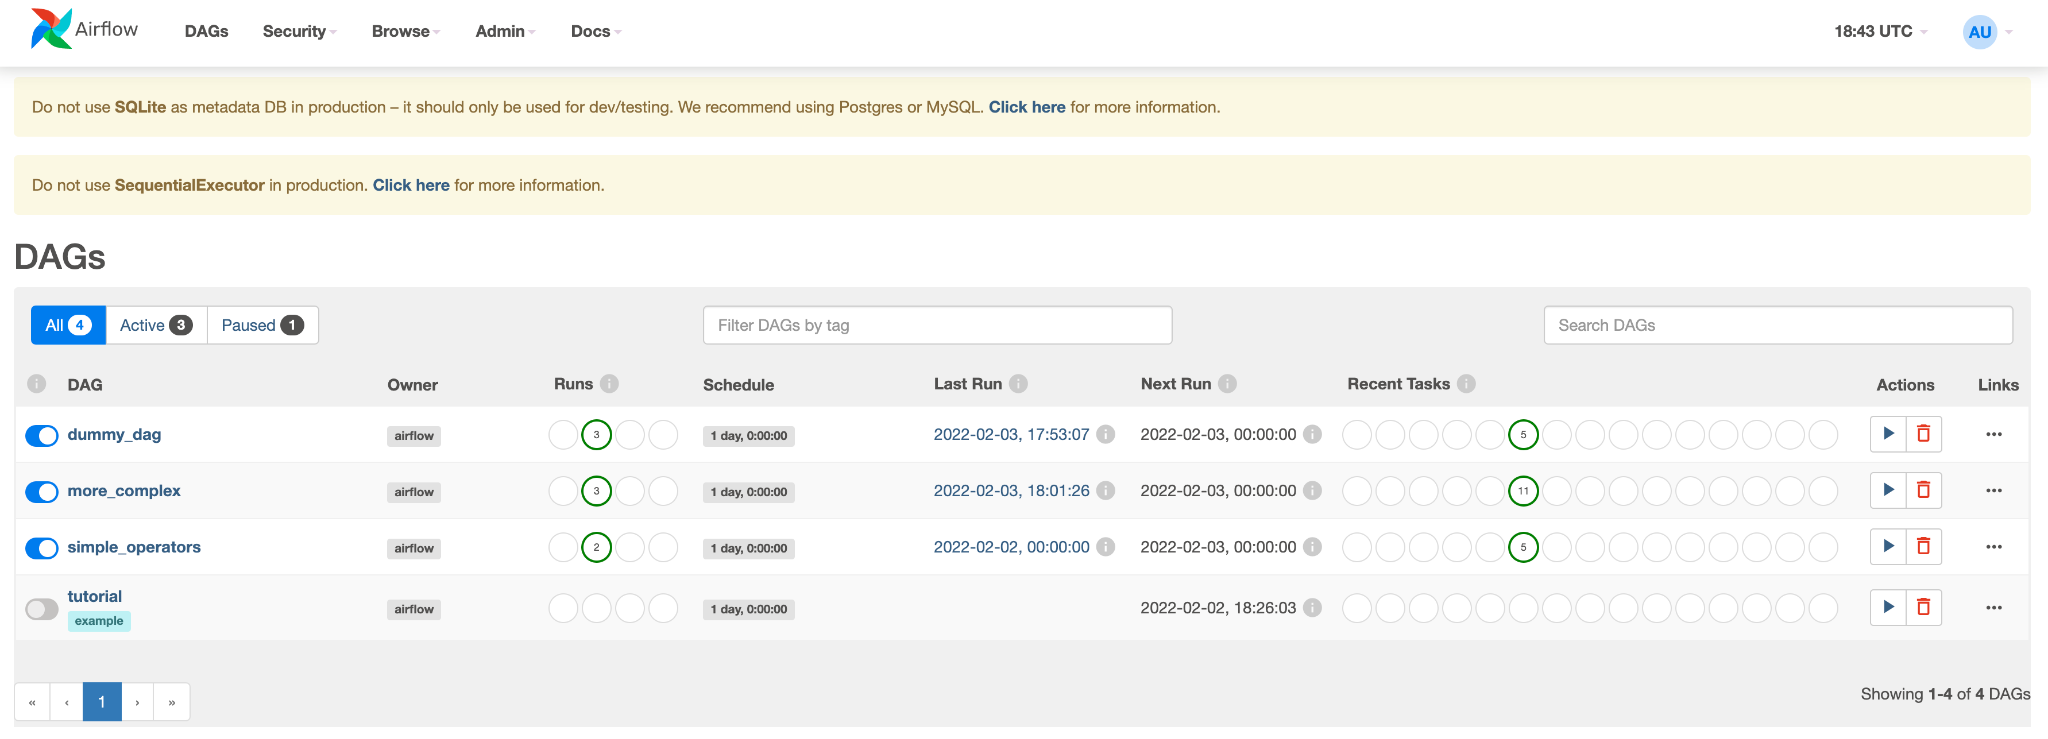 Airflow DAGs Security Browse Admin Docs 18:43 UTC AU
Do not use SQLite as metadata DB in production – it should only be used for dev/testing. We recommend using Postgres or MySQL. Click here for more information.
Do not use SequentialExecutor in production. Click here for more information.
DAGs
All 4 Active 3 Paused 1 Filter DAGs by tag Search DAGs
i DAG Owner Runs i Schedule Last Run i Next Run i Recent Tasks i Actions Links
dummy_dag airflow 3 1 day, 0:00:00 2022-02-03, 17:53:07 i 2022-02-03, 00:00:00 i 5 ...
more_complex airflow 3 1 day, 0:00:00 2022-02-03, 18:01:26 i 2022-02-03, 00:00:00 i 11 ...
simple_operators airflow 2 1 day, 0:00:00 2022-02-02, 00:00:00 i 2022-02-03, 00:00:00 i 5 ...
tutorial airflow 1 day, 0:00:00 2022-02-02, 18:26:03 i ...
example
« ‹ 1 › » Showing 1-4 of 4 DAGs